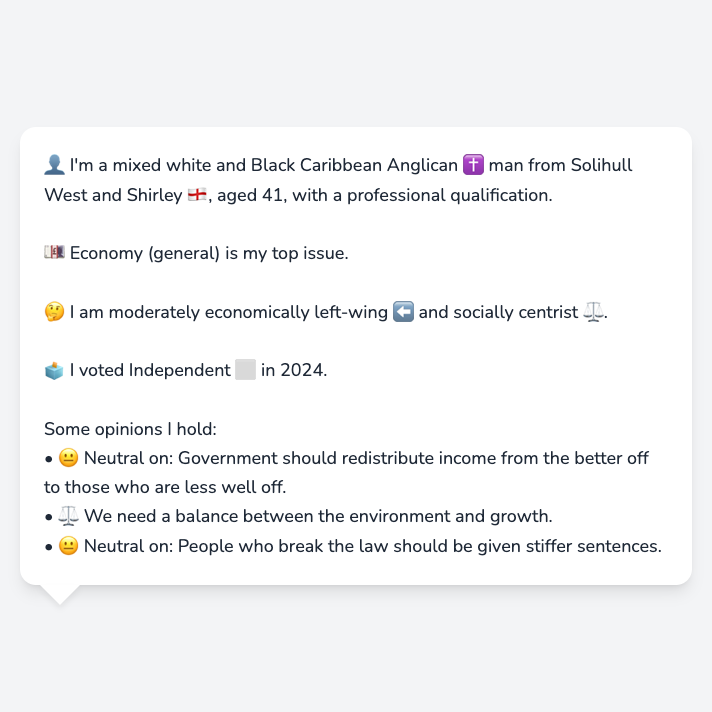 👤 I'm a mixed white and Black Caribbean Anglican ✝️ man from Solihull
West and Shirley 🏴󠁧󠁢󠁥󠁮󠁧󠁿, aged 41, with a professional qualification.
💷 Economy (general) is my top issue.
🤔 I am moderately economically left-wing ⬅️ and socially centrist ⚖️.
🗳️ I voted Independent ⬜ in 2024.
Some opinions I hold:
• 😐 Neutral on: Government should redistribute income from the better off
to those who are less well off.
• ⚖️ We need a balance between the environment and growth.
• 😐 Neutral on: People who break the law should be given stiffer sentences.